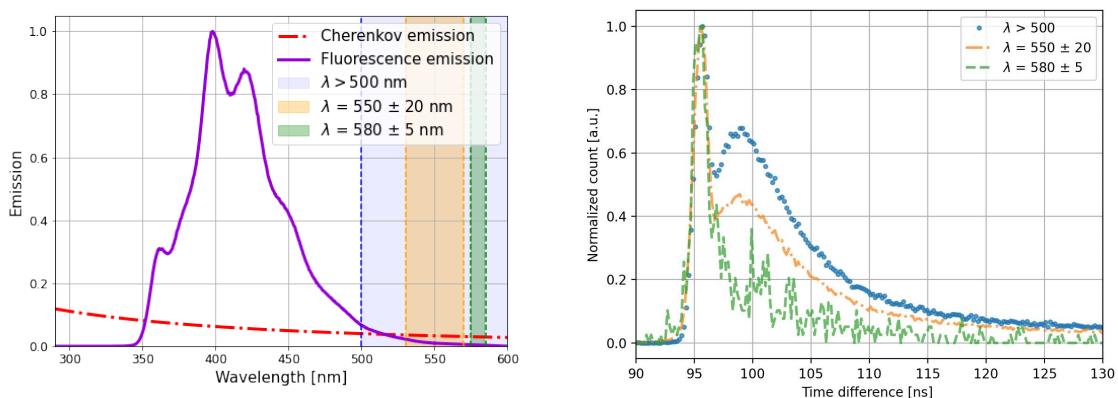 Emission
1.0
0.8
0.6
0.4
0.2
0.0
Cherenkov emission
Fluorescence emission
λ > 500 nm
λ = 550 ± 20 nm
λ = 580 ± 5 nm
300
350
400
450
500
550
600
Wavelength [nm]
Normalized count [a.u.]
1.0
0.8
0.6
0.4
0.2
0.0
λ > 500
λ = 550 ± 20
λ = 580 ± 5
90
95
100
105
110
115
120
125
130
Time difference [ns]